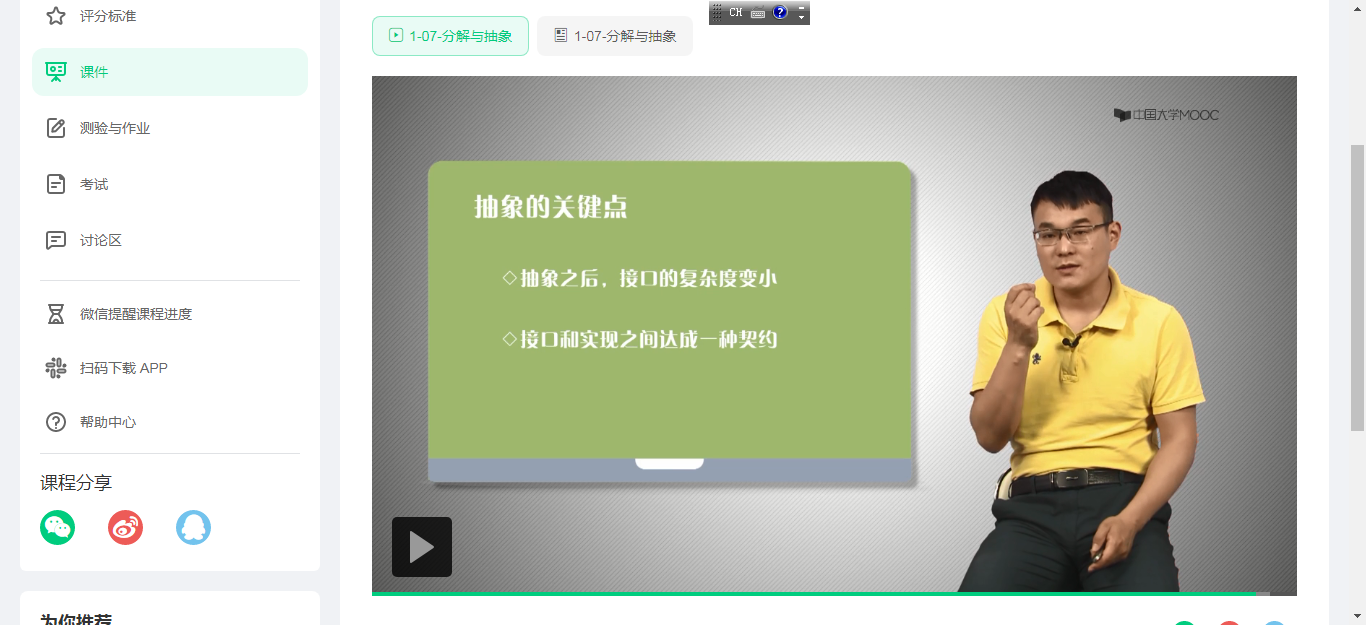 评分标准
课件
测验与作业
考试
讨论区
微信提醒课程进度
扫码下载 APP
帮助中心
课程分享
为你推荐
CH
1-07-分解与抽象
1-07-分解与抽象
中国大学MOOC
抽象的关键点
◇抽象之后，接口的复杂度变小
◇接口和实现之间达成一种契约